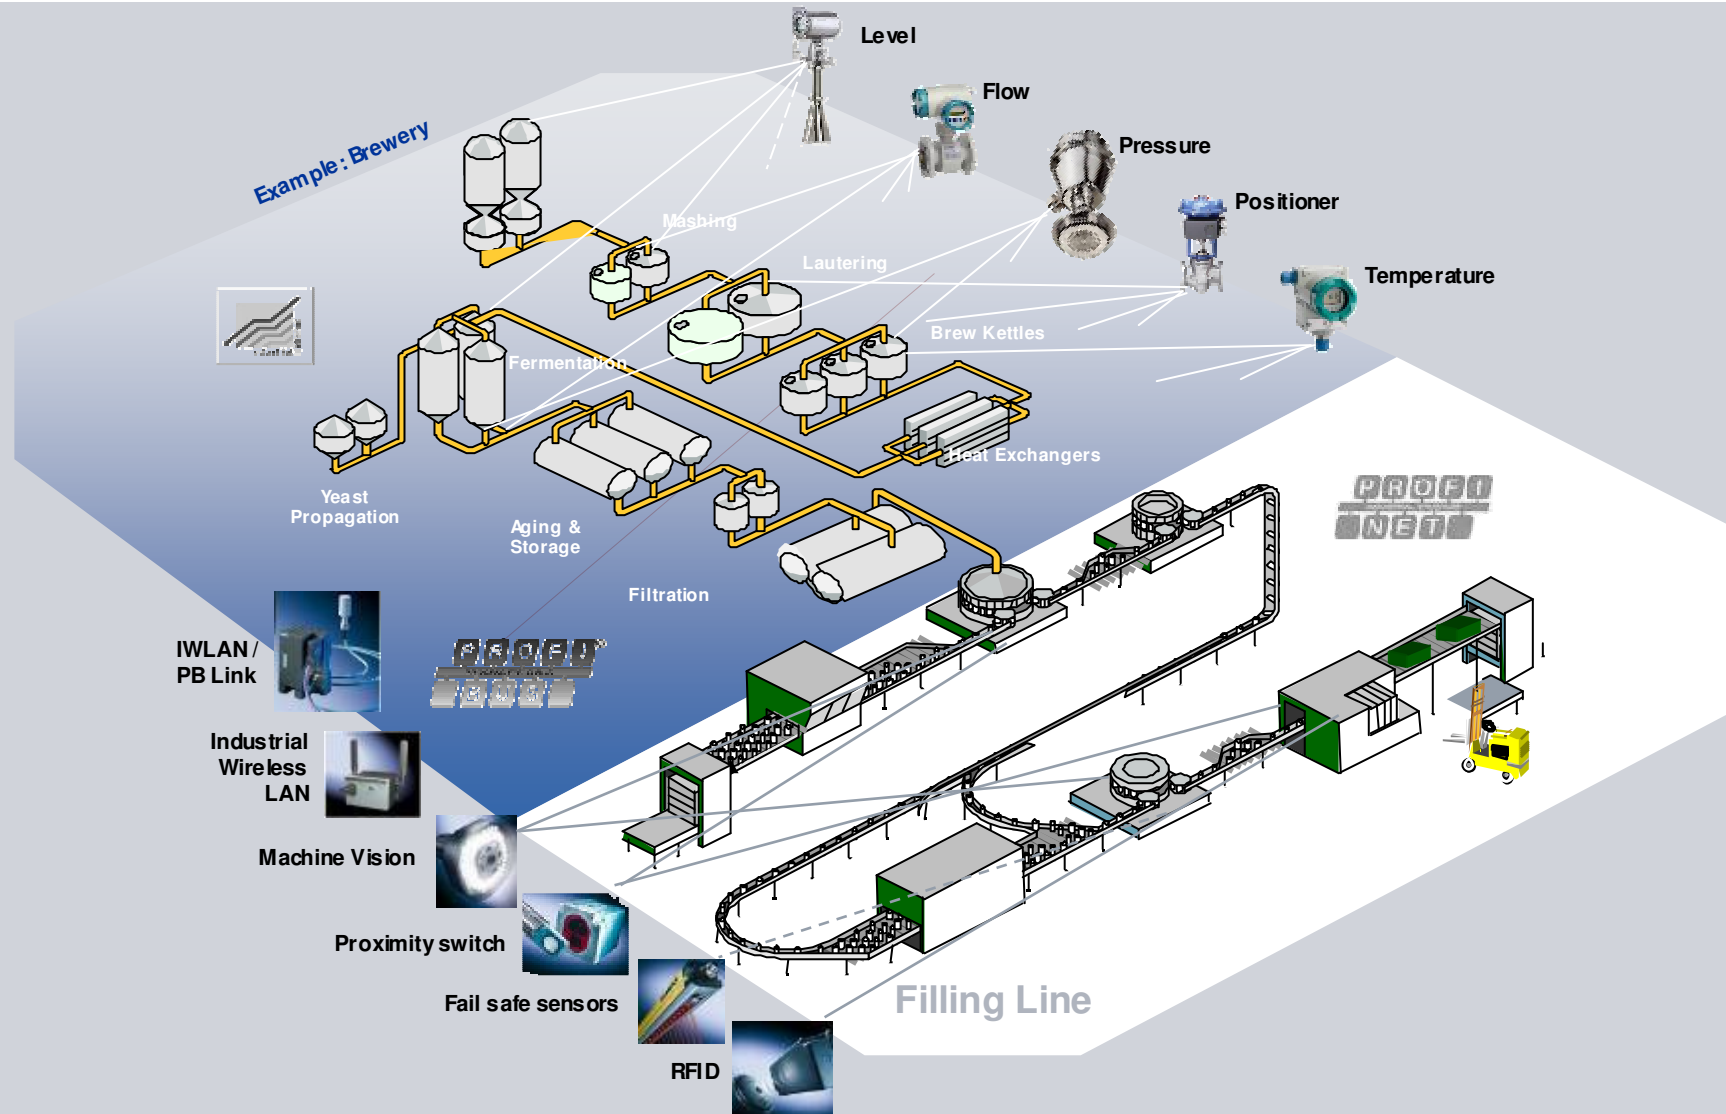 Level
Flow
Example: Brewery
Pressure
Positioner
Mashing
Lautering
Temperature
Brew Kettles
Fermentation
Heat Exchangers
Yeast
Propagation
Aging &
Storage
PROFI
NET
Filtration
IWLAN /
PB Link
PROFI
BUS
Industrial
Wireless
LAN
Machine Vision
Proximity switch
Fail safe sensors
Filling Line
RFID